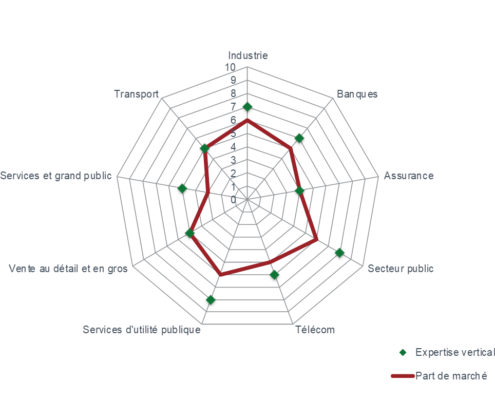 Industrie
10
Transport
9
Banques
8
7
6
5
4
3
Services et grand public
2
Assurance
1
0
Vente au détail et en gros
Secteur public
Services d'utilité publique
Télécom
Expertise vertical
Part de marché